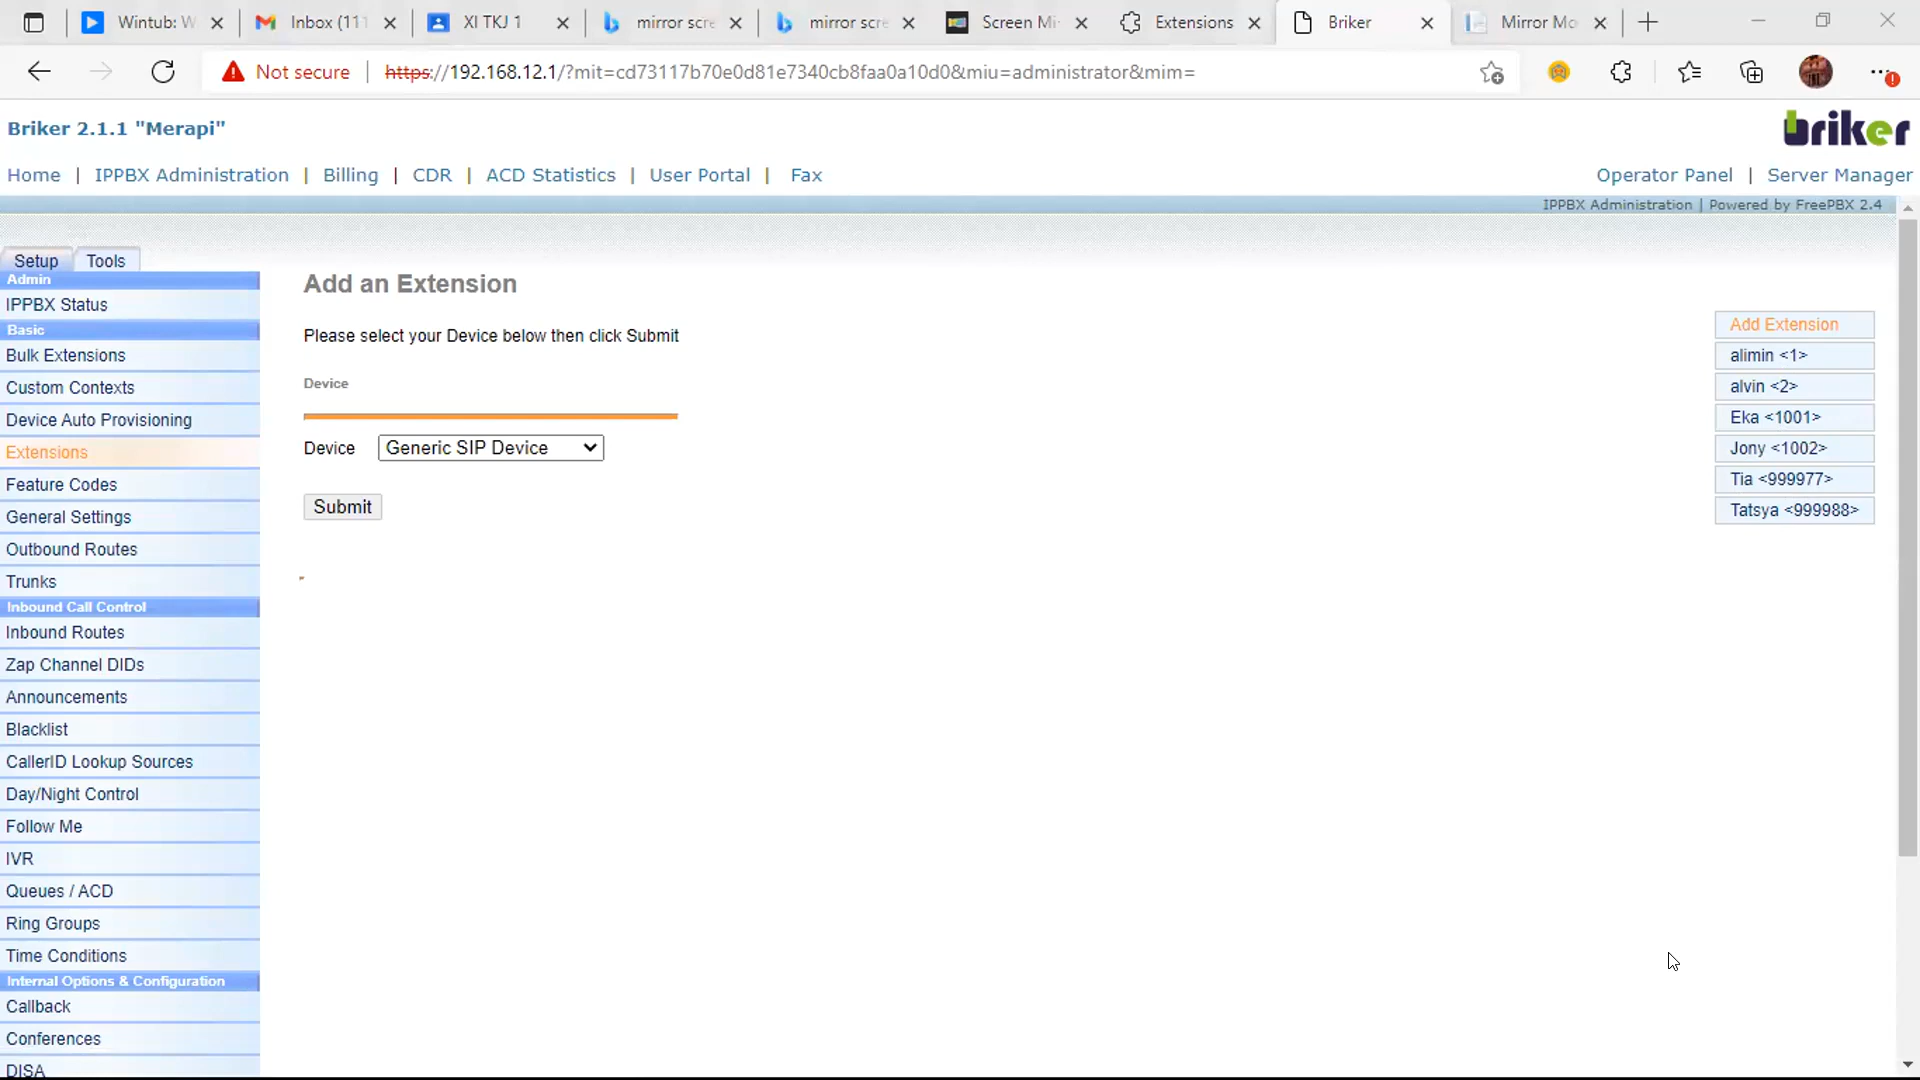 Wintub: W
Inbox (111
XI TKJ 1
mirror scre
mirror scre
Screen Mi
Extensions
Briker
Mirror Mo
Not secure
https://192.168.12.1/?mit=cd73117b70e0d81e7340cb8faa0a10d0&miu=administrator&mim=
Briker 2.1.1 "Merapi"
briker
Home | IPPBX Administration | Billing | CDR | ACD Statistics | User Portal | Fax
Operator Panel | Server Manager
IPPBX Administration | Powered by FreePBX 2.4
Setup
Tools
Admin
IPPBX Status
Basic
Bulk Extensions
Custom Contexts
Device Auto Provisioning
Extensions
Feature Codes
General Settings
Outbound Routes
Trunks
Inbound Call Control
Inbound Routes
Zap Channel DIDs
Announcements
Blacklist
CallerID Lookup Sources
Day/Night Control
Follow Me
IVR
Queues / ACD
Ring Groups
Time Conditions
Internal Options & Configuration
Callback
Conferences
DISA
Add an Extension
Please select your Device below then click Submit
Device
Device Generic SIP Device
Submit
Add Extension
alimin <1>
alvin <2>
Eka <1001>
Jony <1002>
Tia <999977>
Tatsya <999988>